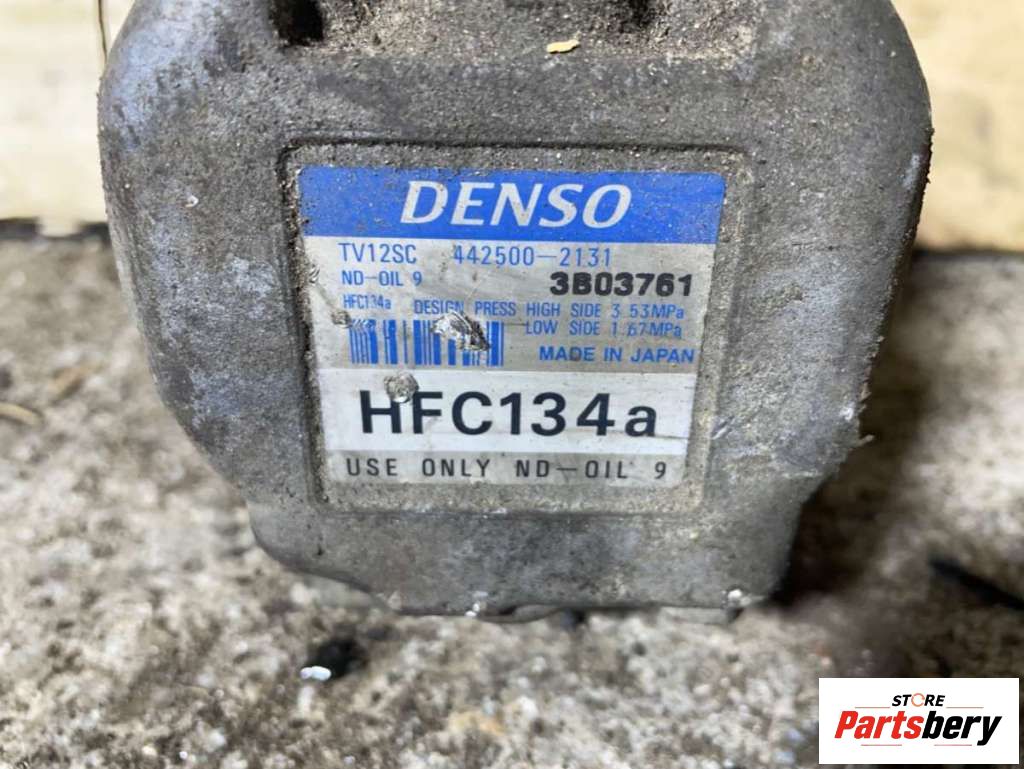 DENSO
TV12SC 442500-2131
ND-OIL 9 3B03761
HFC134a DESIGN PRESS HIGH SIDE 3.53MPa
LOW SIDE 1.67MPa
MADE IN JAPAN
HFC134a
USE ONLY ND-OIL 9
STORE
Partsbery